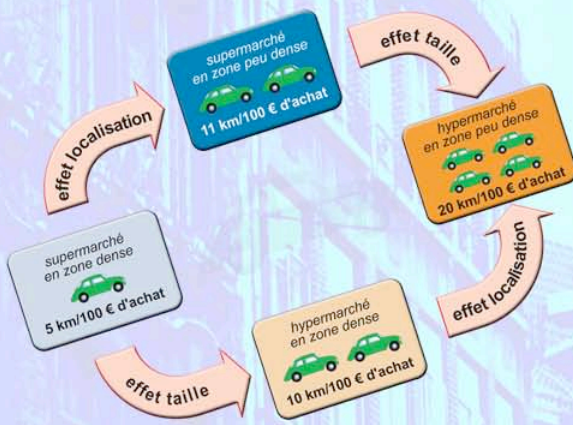 supermarché
en zone peu dense
11 km/100 € d'achat
effet taille
hypermarché
en zone peu dense
20 km/100 € d'achat
effet localisation
supermarché
en zone dense
5 km/100 € d'achat
effet taille
hypermarché
en zone dense
10 km/100 € d'achat
effet localisation